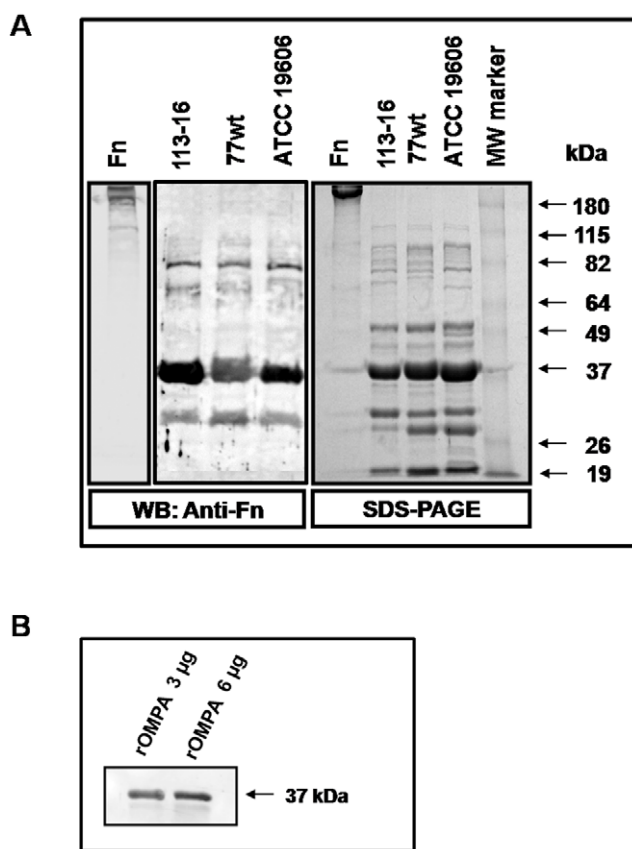 A
Fn
113-16
77wt
ATCC 19606
Fn
113-16
77wt
ATCC 19606
MW marker
kDa
180
115
82
64
49
37
26
19
WB: Anti-Fn
SDS-PAGE
B
rOMPA 3 µg
rOMPA 6 µg
37 kDa